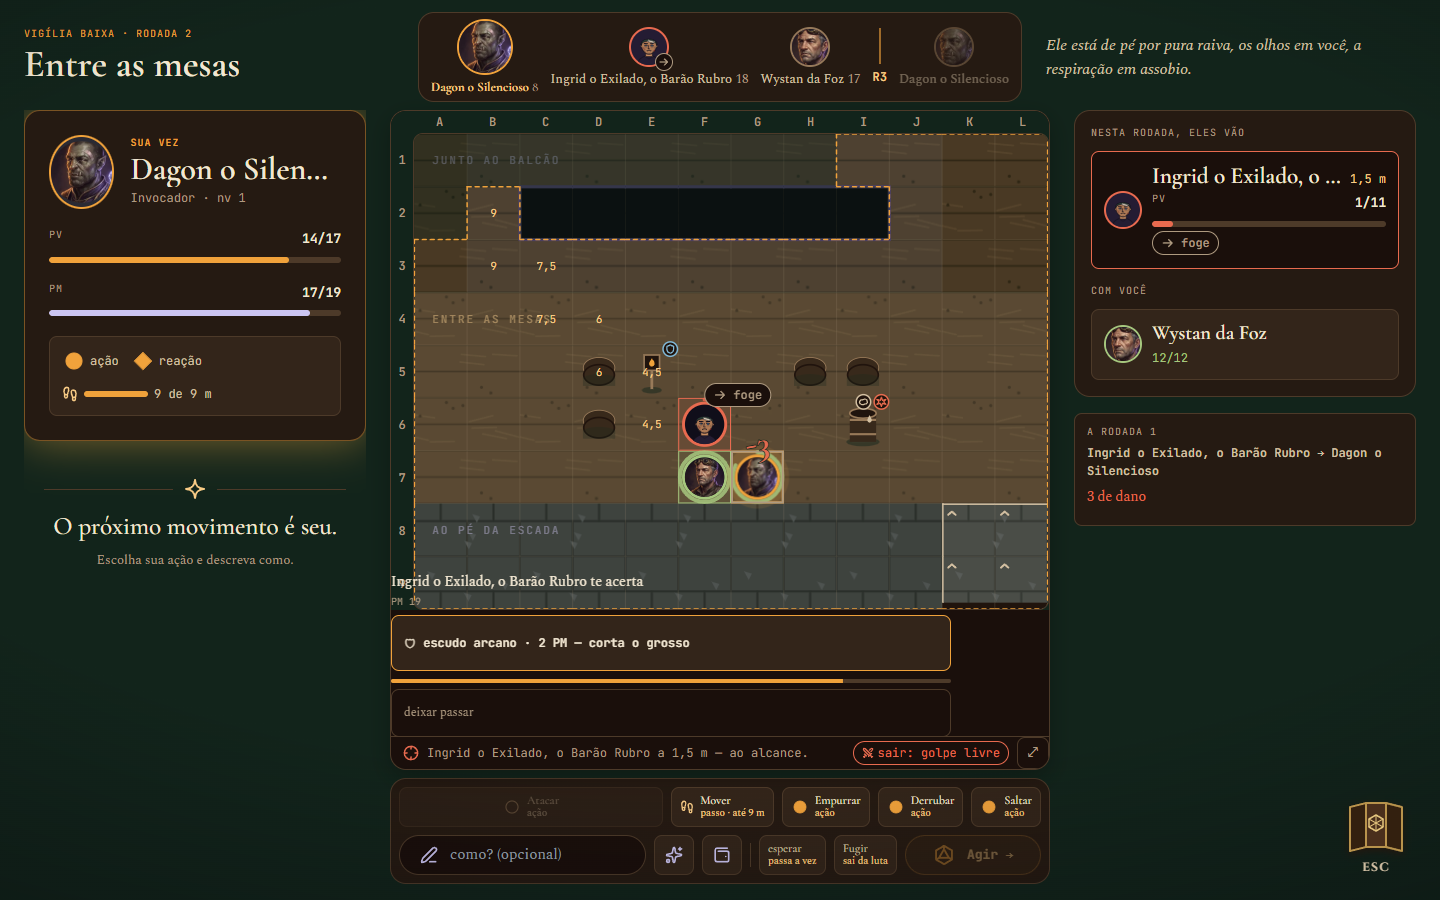 VIGÍLIA BAIXA · RODADA 2
Entre as mesas
Dagon o Silencioso 8
Ingrid o Exilado, o Barão Rubro 18
Wystan da Foz 17
R3
Dagon o Silencioso
Ele está de pé por pura raiva, os olhos em você, a
respiração em assobio.
SUA VEZ
Dagon o Silen...
Invocador · nv 1
PV
14/17
PM
17/19
ação
reação
9 de 9 m
O próximo movimento é seu.
Escolha sua ação e descreva como.
A B C D E F G H I J K L
1
JUNTO AO BALCÃO
2
9
3
9
7,5
4
ENTRE AS MESAS
7,5
6
5
6
4,5
→ foge
6
4,5
-3
7
8
AO PÉ DA ESCADA
Ingrid o Exilado, o Barão Rubro te acerta
PM 19
escudo arcano · 2 PM — corta o grosso
deixar passar
Ingrid o Exilado, o Barão Rubro a 1,5 m — ao alcance.
sair: golpe livre
Atacar
ação
Mover
passo · até 9 m
Empurrar
ação
Derrubar
ação
Saltar
ação
como? (opcional)
esperar
passa a vez
Fugir
sai da luta
Agir →
NESTA RODADA, ELES VÃO
Ingrid o Exilado, o ...
1,5 m
PV
1/11
→ foge
COM VOCÊ
Wystan da Foz
12/12
A RODADA 1
Ingrid o Exilado, o Barão Rubro → Dagon o
Silencioso
3 de dano
ESC